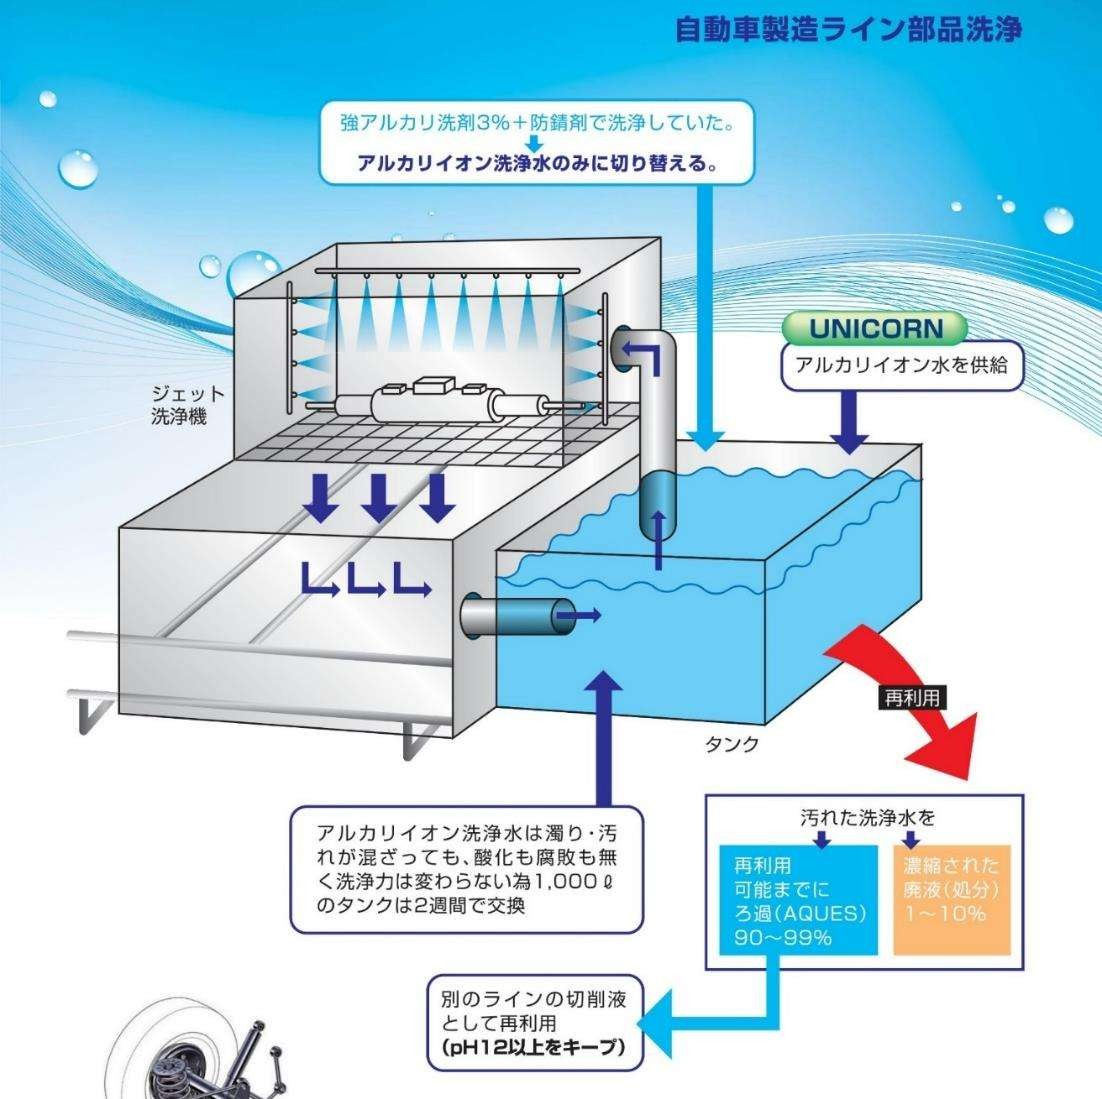 自動車製造ライン部品洗浄
強アルカリ洗剤3%＋防錆剤で洗浄していた。
アルカリイオン洗浄水のみに切り替える。
UNICORN
アルカリイオン水を供給
ジェット
洗浄機
再利用
タンク
アルカリイオン洗浄水は濁り・汚
れが混ざっても、酸化も腐敗も無
く洗浄力は変わらない為1,000ℓ
のタンクは2週間で交換
汚れた洗浄水を
再利用
可能までに
ろ過(AQUES)
90～99%
濃縮された
廃液(処分)
1～10%
別のラインの切削液
として再利用
(pH12以上をキープ)